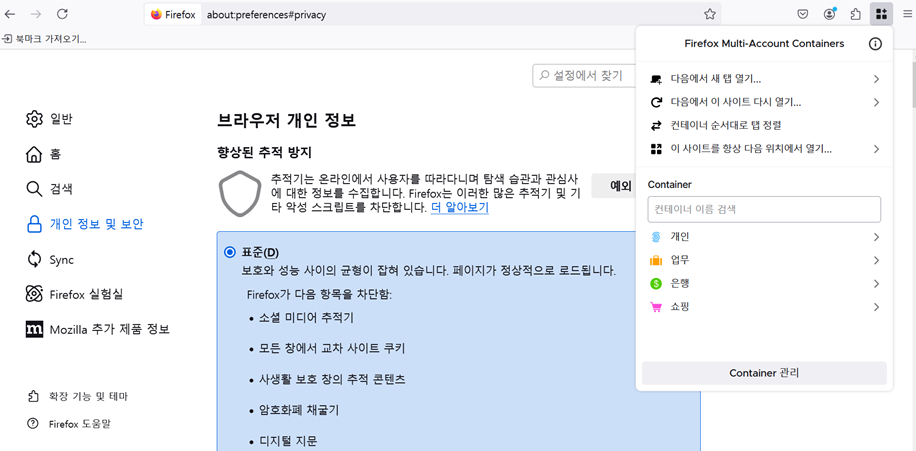 Firefox
about:preferences#privacy
북마크 가져오기...
설정에서 찾기
일반
홈
검색
개인 정보 및 보안
Sync
Firefox 실험실
Mozilla 추가 제품 정보
확장 기능 및 테마
Firefox 도움말
브라우저 개인 정보
향상된 추적 방지
추적기는 온라인에서 사용자를 따라다니며 탐색 습관과 관심사
에 대한 정보를 수집합니다. Firefox는 이러한 많은 추적기 및 기
타 악성 스크립트를 차단합니다. 더 알아보기
예외
표준(D)
보호와 성능 사이의 균형이 잡혀 있습니다. 페이지가 정상적으로 로드됩니다.
Firefox가 다음 항목을 차단함:
• 소셜 미디어 추적기
• 모든 창에서 교차 사이트 쿠키
• 사생활 보호 창의 추적 콘텐츠
• 암호화폐 채굴기
• 디지털 지문
Firefox Multi-Account Containers
다음에서 새 탭 열기...
다음에서 이 사이트 다시 열기...
컨테이너 순서대로 탭 정렬
이 사이트를 항상 다음 위치에서 열기...
Container
컨테이너 이름 검색
개인
업무
은행
쇼핑
Container 관리